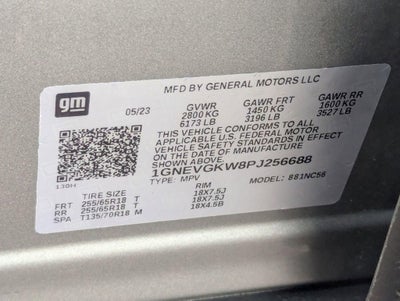 gm
MFD BY GENERAL MOTORS LLC
05/23 GVWR GAWR FRT GAWR RR
2800 KG 1450 KG 1600 KG
6173 LB 3196 LB 3527 LB
THIS VEHICLE CONFORMS TO ALL
APPLICABLE U.S. FEDERAL MOTOR
VEHICLE SAFETY STANDARDS IN EFFECT
ON THE DATE OF MANUFACTURE
SHOWN ABOVE.
1GNEVGKW8PJ256688
130H TYPE: MPV MODEL: 881NC56
TIRE SIZE RIM
FRT 255/65R18 T 18X7.5J
RR 255/65R18 T 18X7.5J
SPA T135/70R18 M 18X4.5B